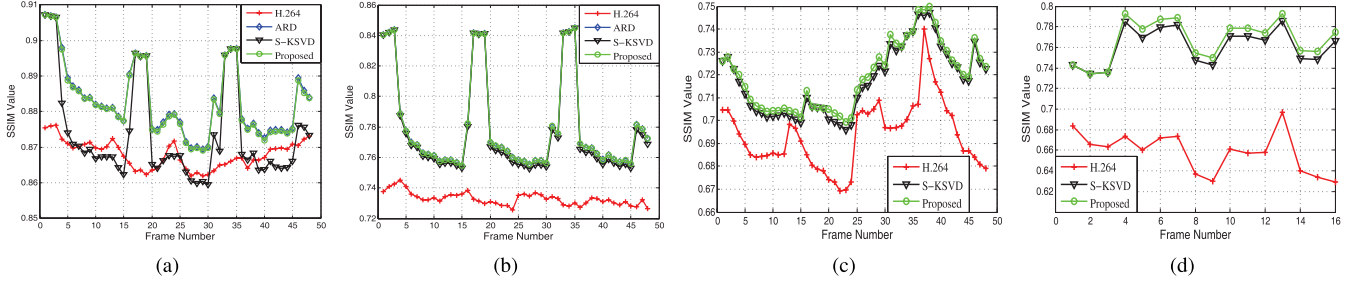 0.91
0.9
0.89
0.88
0.87
0.86
0.85
SSIM Value
0 5 10 15 20 25 30 35 40 45 50
Frame Number
H.264
ARD
S−KSVD
Proposed
(a)
0.86
0.84
0.82
0.8
0.78
0.76
0.74
0.72
SSIM Value
0 5 10 15 20 25 30 35 40 45 50
Frame Number
H.264
ARD
S−KSVD
Proposed
(b)
0.75
0.74
0.73
0.72
0.71
0.7
0.69
0.68
0.67
0.66
SSIM Value
0 5 10 15 20 25 30 35 40 45 50
Frame Number
H.264
S−KSVD
Proposed
(c)
0.8
0.78
0.76
0.74
0.72
0.7
0.68
0.66
0.64
0.62
SSIM Value
0 2 4 6 8 10 12 14 16
Frame Number
H.264
S−KSVD
Proposed
(d)